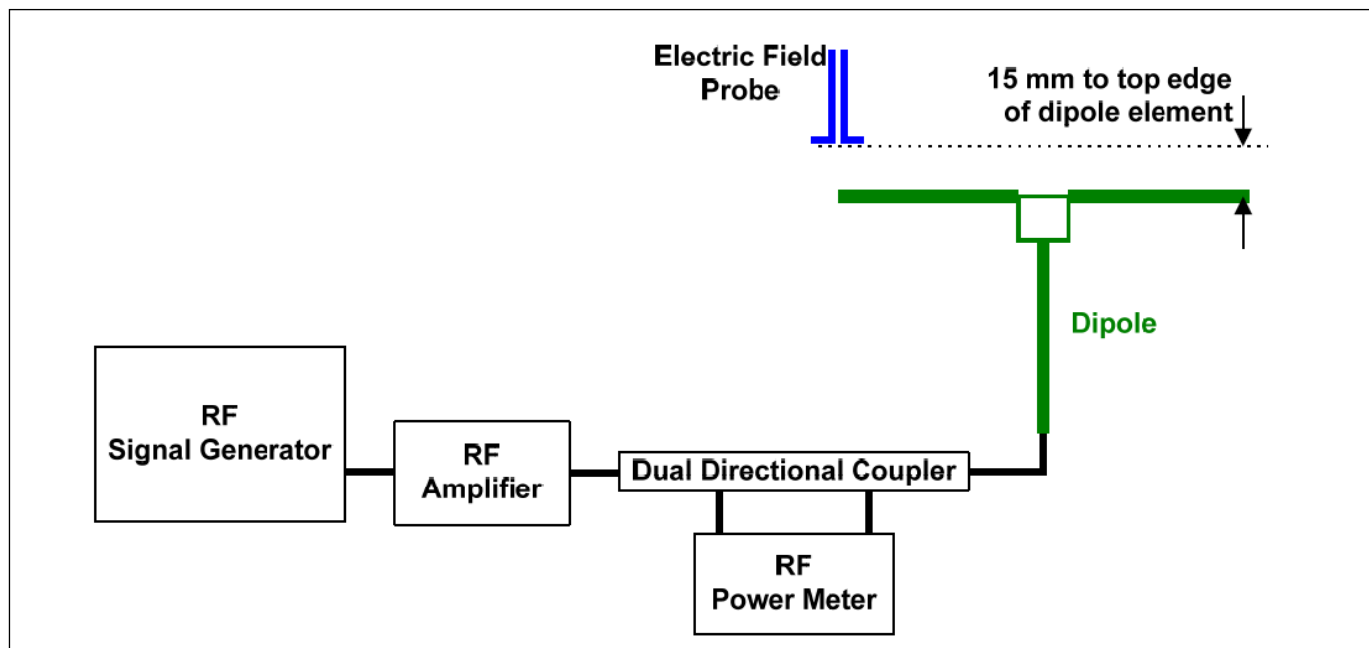 Electric Field
Probe
15 mm to top edge
of dipole element
Dipole
RF
Signal Generator
RF
Amplifier
Dual Directional Coupler
RF
Power Meter